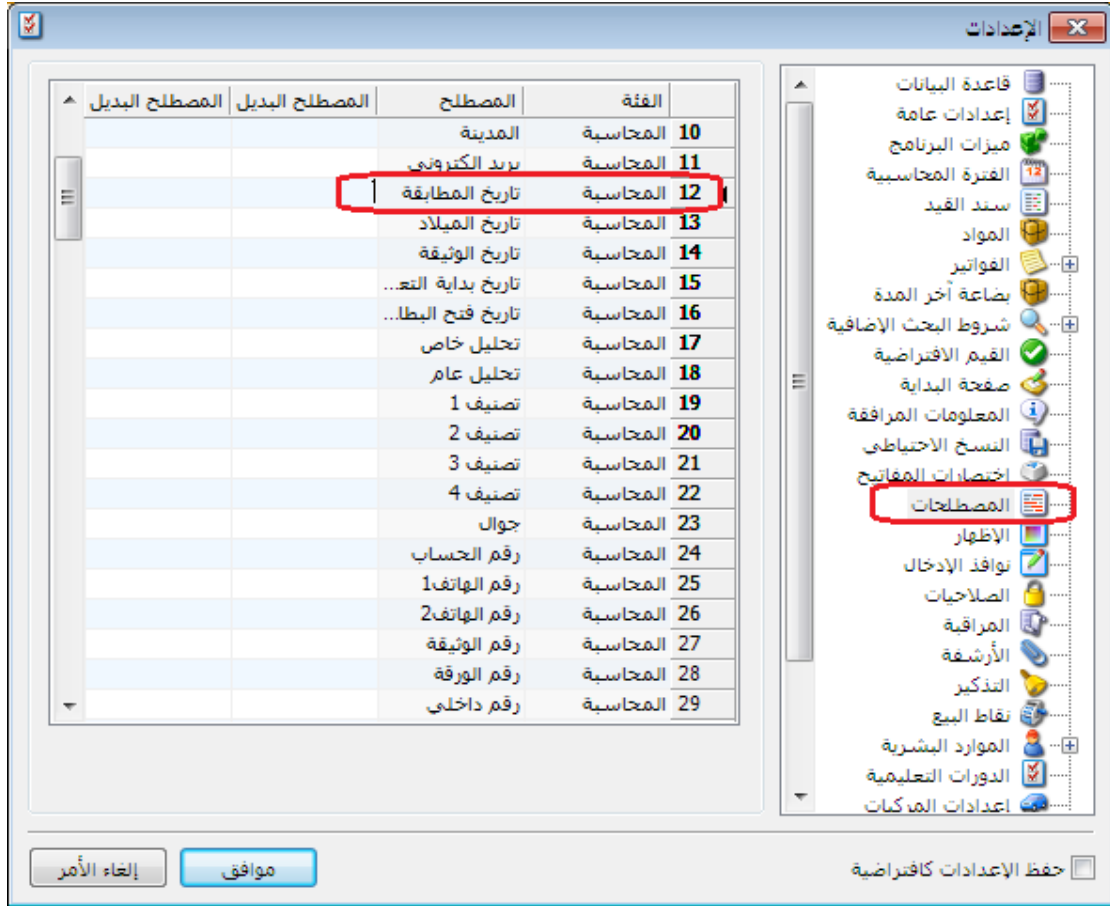 الإعدادات
قاعدة البيانات
إعدادات عامة
ميزات البرنامج
الفترة المحاسبية
سند القيد
المواد
الفواتير
بضاعة آخر المدة
شروط البحث الإضافية
القيم الافتراضية
صفحة البداية
المعلومات المرافقة
النسخ الاحتياطي
اختصارات المفاتيح
المصطلحات
الإظهار
نوافذ الإدخال
الصلاحيات
المراقبة
الأرشفة
التذكير
نقاط البيع
الموارد البشرية
الدورات التعليمية
إعدادات المركبات
الفئة المصطلح المصطلح البديل المصطلح البديل
10 المحاسبة المدينة
11 المحاسبة بريد الكتروني
12 المحاسبة تاريخ المطابقة
13 المحاسبة تاريخ الميلاد
14 المحاسبة تاريخ الوثيقة
15 المحاسبة تاريخ بداية التع...
16 المحاسبة تاريخ فتح البطا...
17 المحاسبة تحليل خاص
18 المحاسبة تحليل عام
19 المحاسبة تصنيف 1
20 المحاسبة تصنيف 2
21 المحاسبة تصنيف 3
22 المحاسبة تصنيف 4
23 المحاسبة جوال
24 المحاسبة رقم الحساب
25 المحاسبة رقم الهاتف1
26 المحاسبة رقم الهاتف2
27 المحاسبة رقم الوثيقة
28 المحاسبة رقم الورقة
29 المحاسبة رقم داخلي
حفظ الإعدادات كافتراضية
موافق
إلغاء الأمر